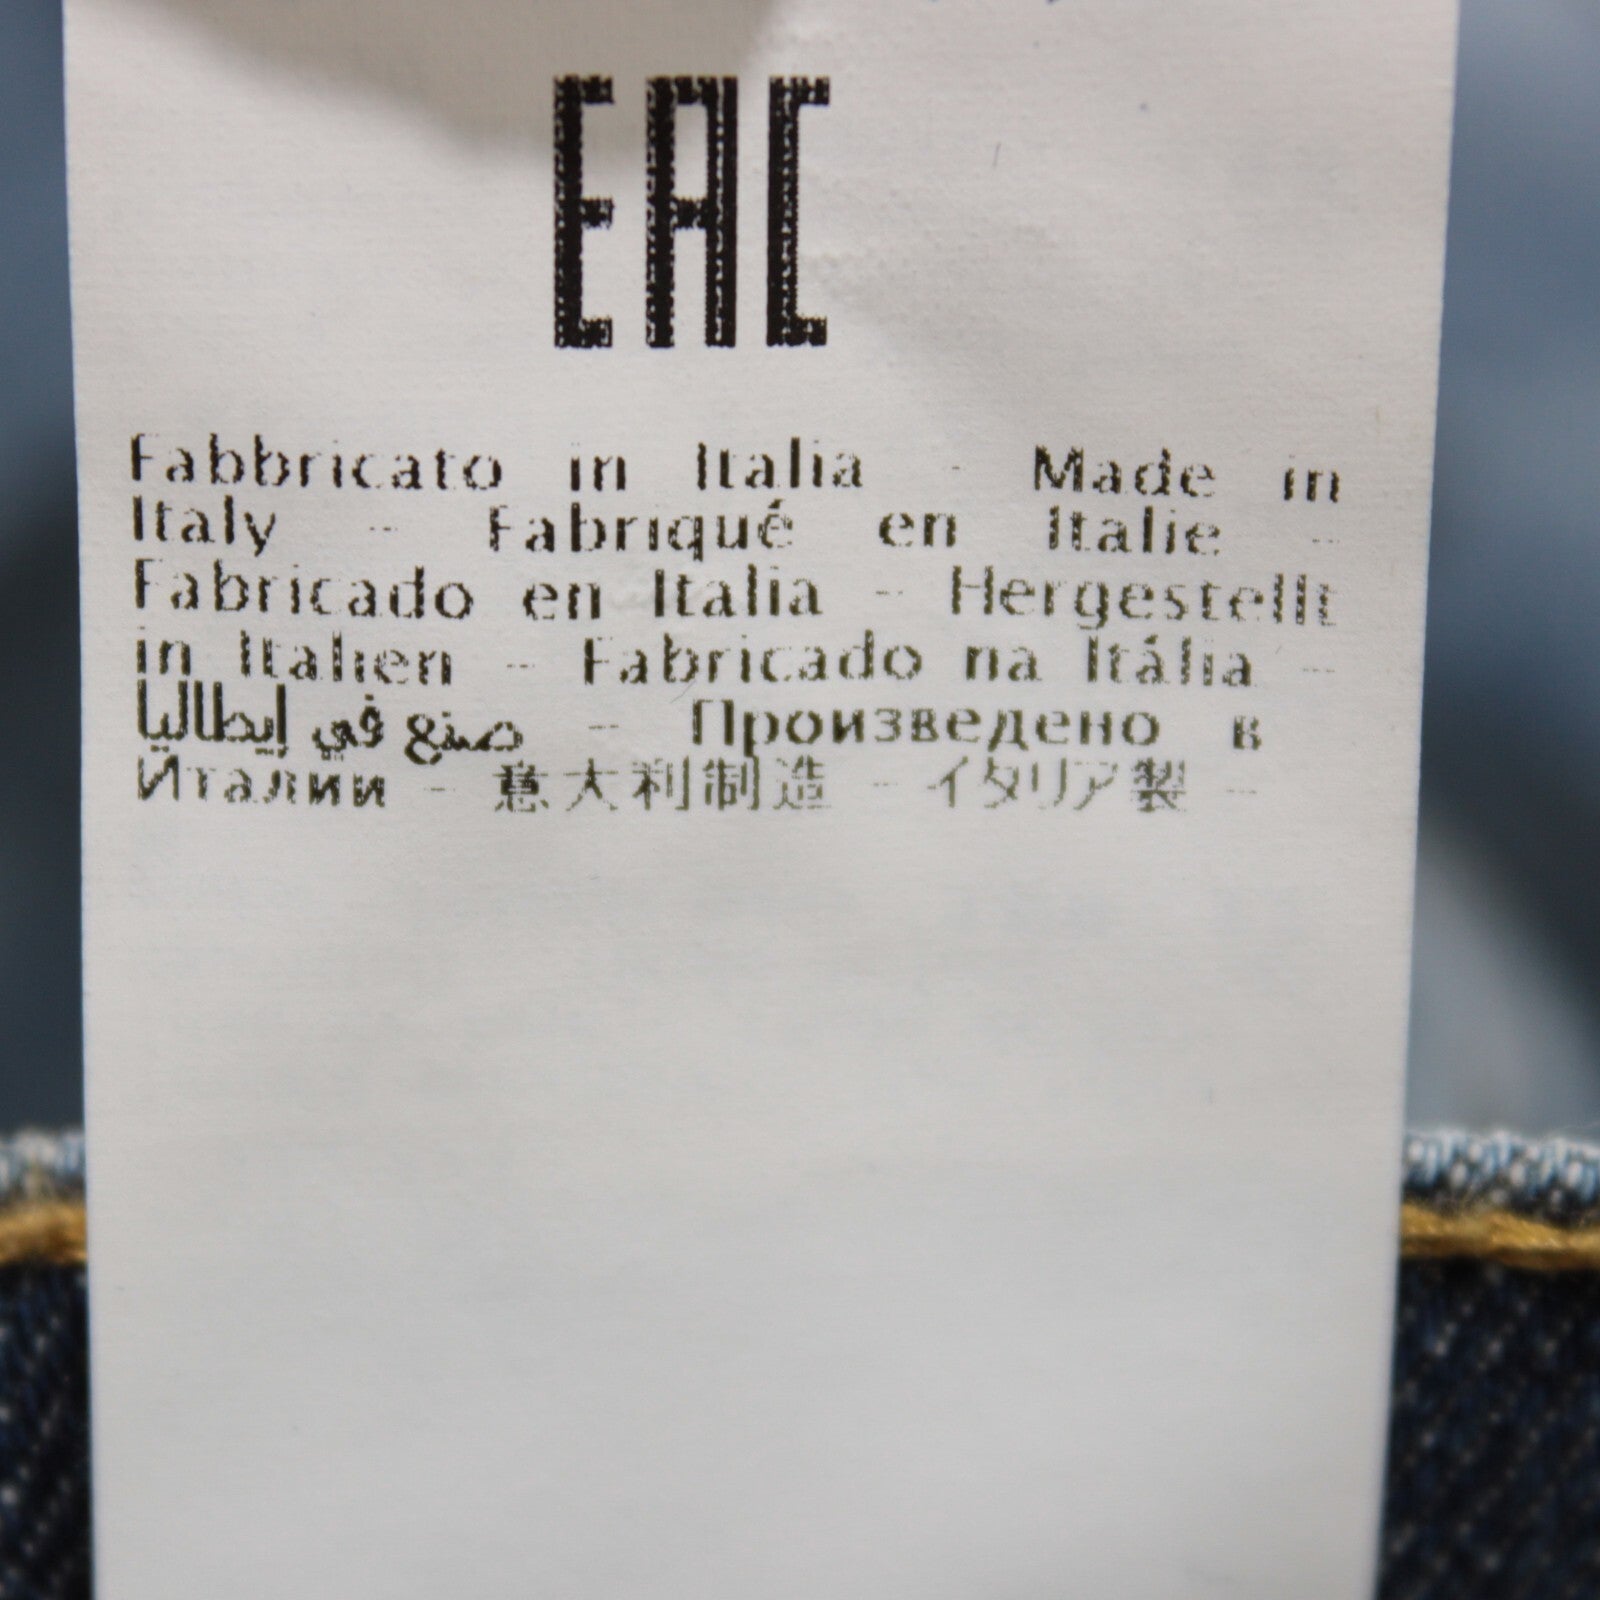 EAC
Fabbricato in Italia - Made in
Italy - Fabriqué en Italie -
Fabricado en Italia - Hergestellt
in Italien - Fabricado na Itália -
صنع في إيطاليا - Произведено в
Италии - 意大利制造 - イタリア製 -